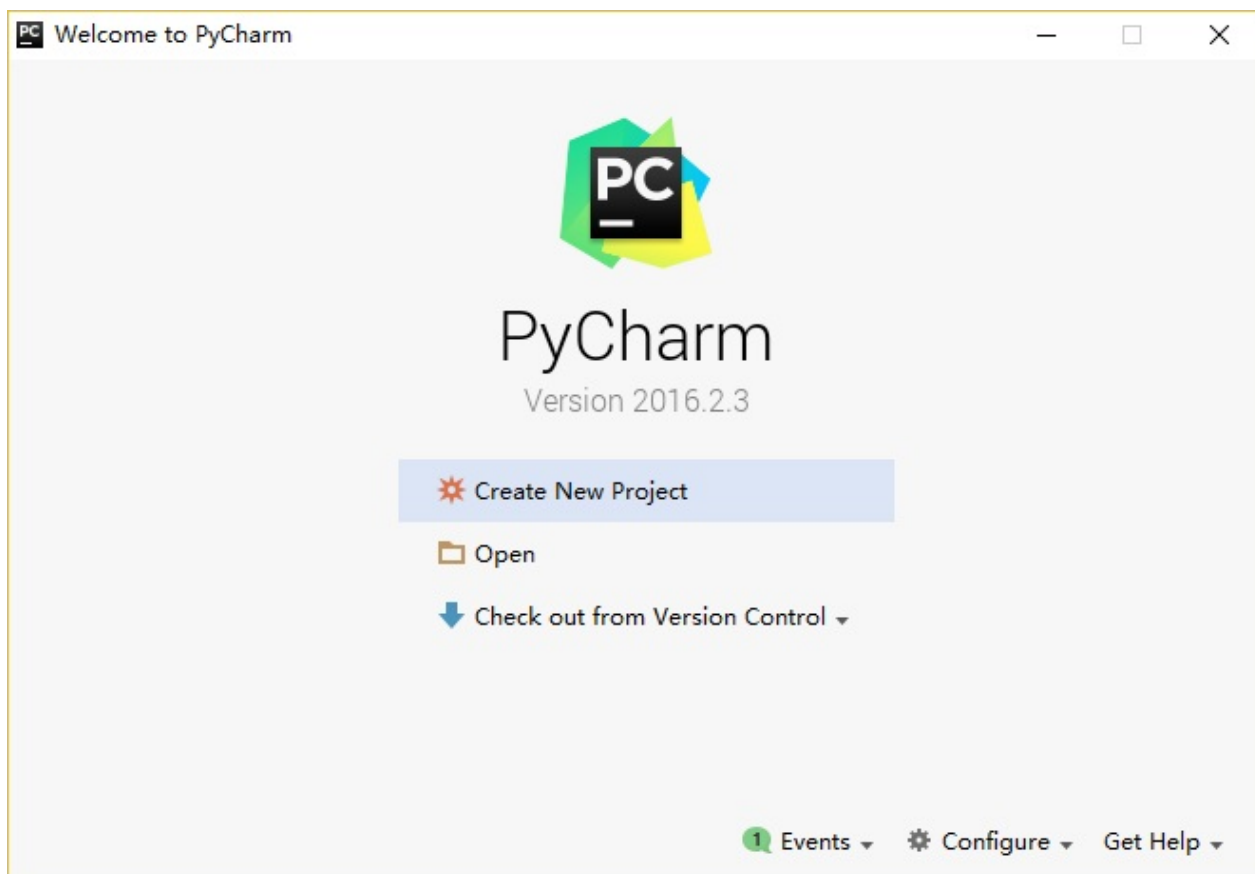 PC Welcome to PyCharm
PC
PyCharm
Version 2016.2.3
Create New Project
Open
Check out from Version Control
1 Events Configure Get Help